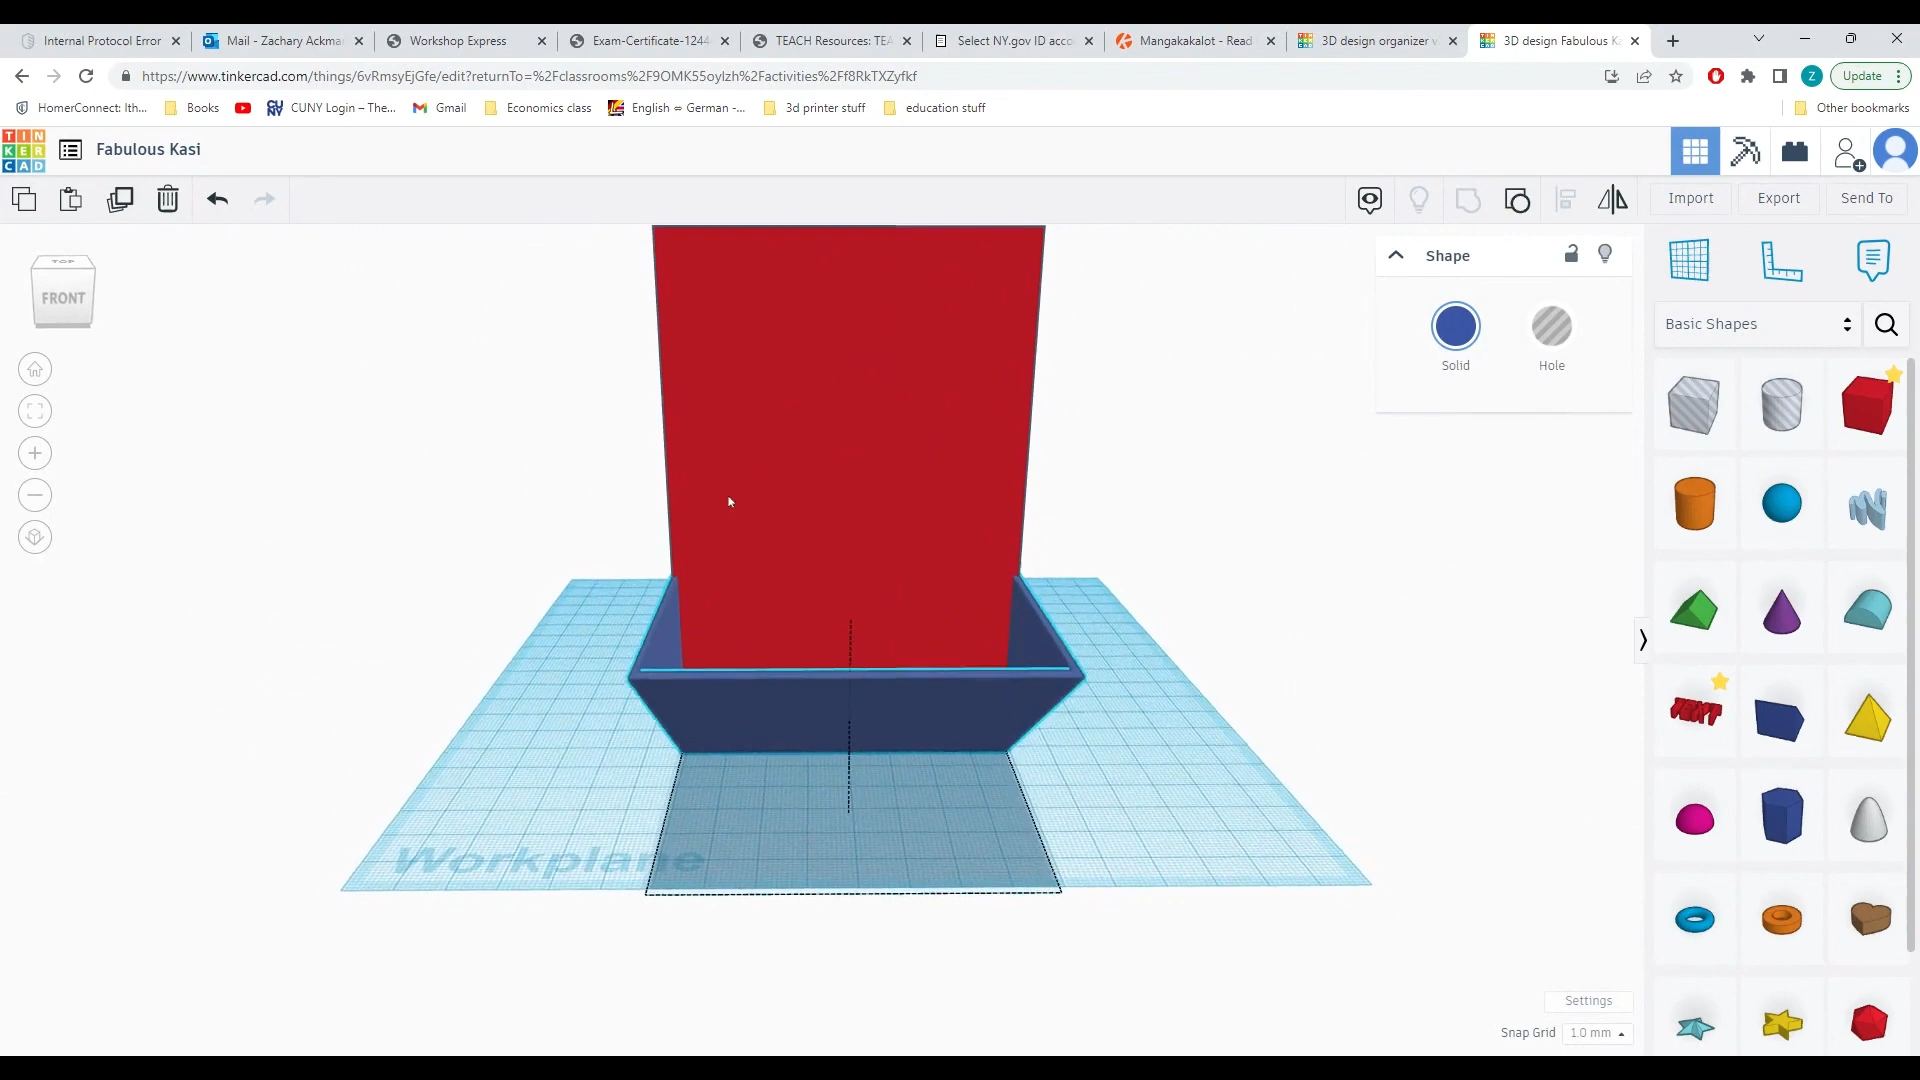 Internal Protocol Error
Mail - Zachary Ackma
Workshop Express
Exam-Certificate-1244
TEACH Resources: TEA
Select NY.gov ID acco
Mangakakalot - Read
3D design organizer v
3D design Fabulous Ka
https://www.tinkercad.com/things/6vRmsyEjGfe/edit?returnTo=%2Fclassrooms%2F9OMK55oylzh%2Factivities%2Ff8RkTXZyfkf
Z
Update
HomerConnect: Ith...
Books
CUNY Login – The...
Gmail
Economics class
English ⇔ German -...
3d printer stuff
education stuff
Other bookmarks
TIN
KER
CAD
Fabulous Kasi
Import
Export
Send To
TOP
FRONT
Shape
Solid
Hole
Basic Shapes
TEXT
Workplane
Settings
Snap Grid
1.0 mm